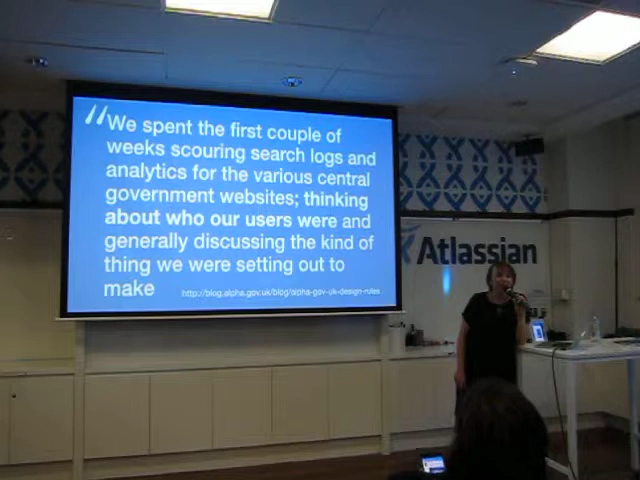 “We spent the first couple of
weeks scouring search logs and
analytics for the various central
government websites; thinking
about who our users were and
generally discussing the kind of
thing we were setting out to
make
http://blog.alpha.gov.uk/blog/alpha-gov-uk-design-rules
Atlassian